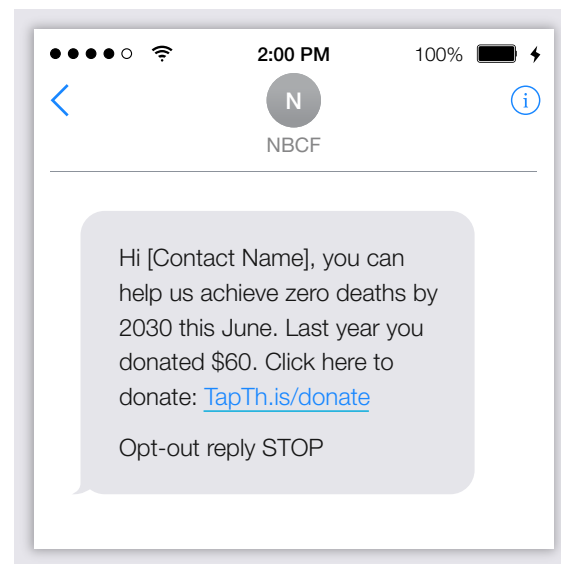 2:00 PM
100%
N
i
NBCF
Hi [Contact Name], you can
help us achieve zero deaths by
2030 this June. Last year you
donated $60. Click here to
donate: TapTh.is/donate
Opt-out reply STOP